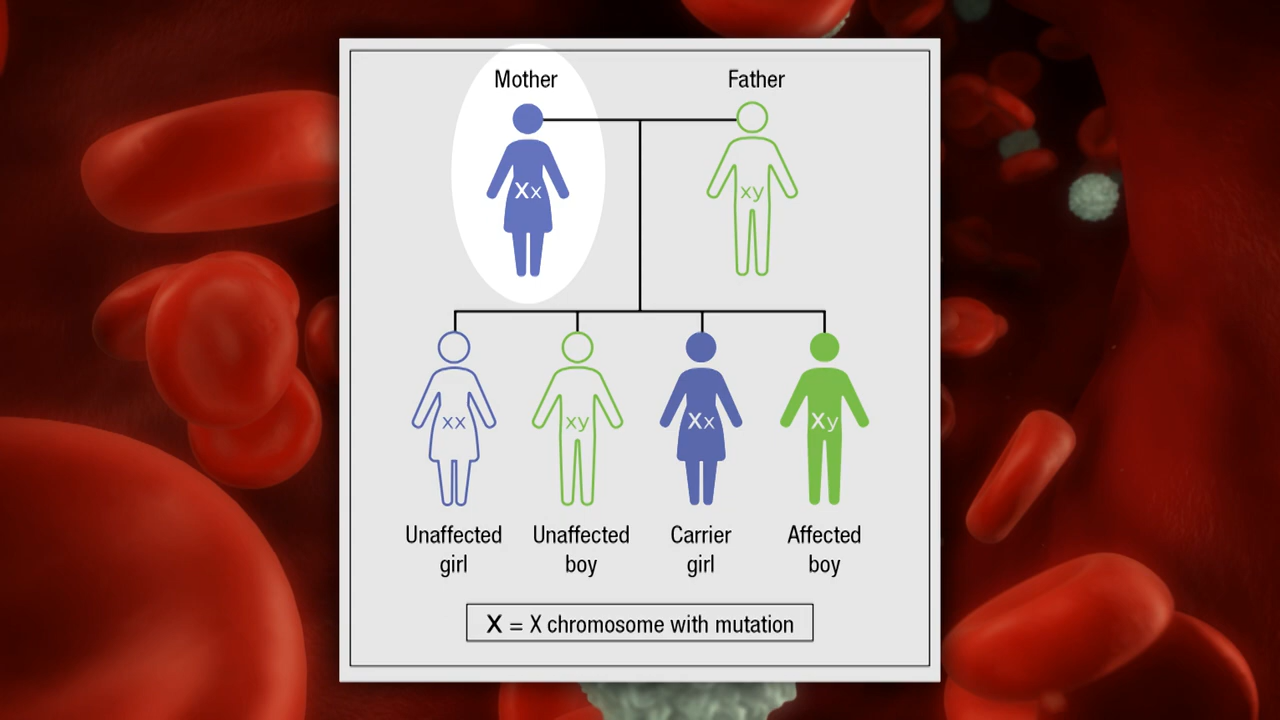 Mother
Father
Xx
xy
xx
xy
Xx
Xy
Unaffected girl
Unaffected boy
Carrier girl
Affected boy
X = X chromosome with mutation